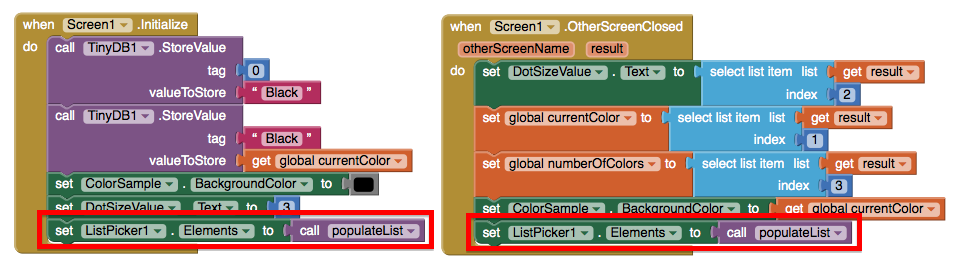 when Screen1 .Initialize
do call TinyDB1 .StoreValue
tag 0
valueToStore " Black "
call TinyDB1 .StoreValue
tag " Black "
valueToStore get global currentColor
set ColorSample . BackgroundColor to
set DotSizeValue . Text to 3
set ListPicker1 . Elements to call populateList
when Screen1 .OtherScreenClosed
otherScreenName result
do set DotSizeValue . Text to select list item list get result
index 2
set global currentColor to select list item list get result
index 1
set global numberOfColors to select list item list get result
index 3
set ColorSample . BackgroundColor to get global currentColor
set ListPicker1 . Elements to call populateList